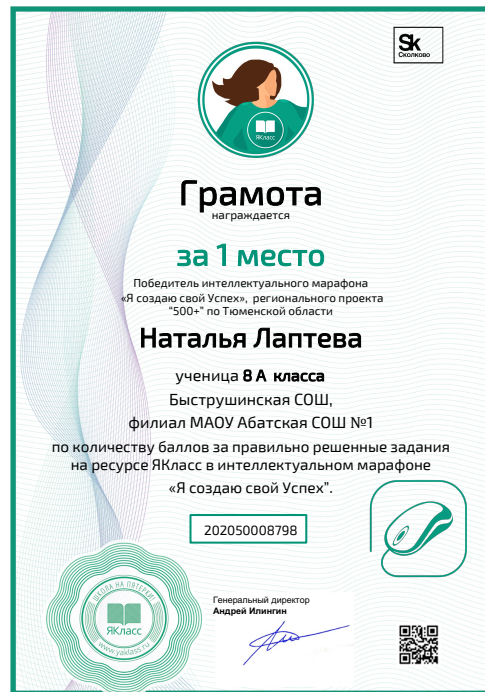 Sk
Сколково
ЯКласс
Грамота
награждается
за 1 место
Победитель интеллектуального марафона
«Я создаю свой Успех», регионального проекта
“500+” по Тюменской области
Наталья Лаптева
ученица 8 А класса
Быструшинская СОШ,
филиал МАОУ Абатская СОШ №1
по количеству баллов за правильно решенные задания
на ресурсе ЯКласс в интеллектуальном марафоне
«Я создаю свой Успех”.
202050008798
ШКОЛА НА ПЯТЕРКУ!
ЯКласс
www.yaklass.ru
Генеральный директор
Андрей Илингин